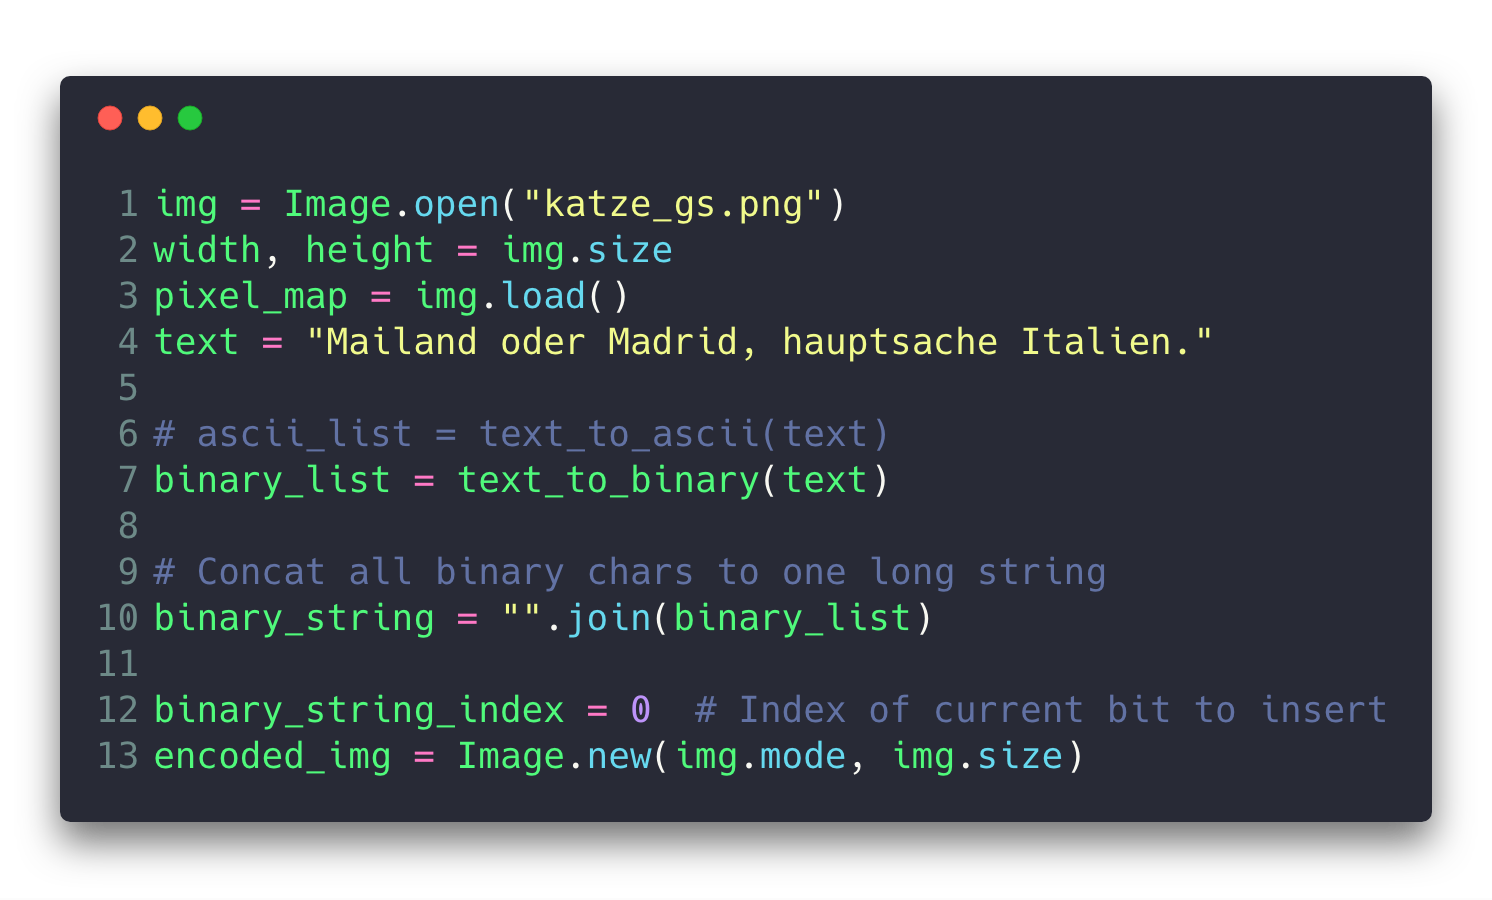 1 img = Image.open("katze_gs.png")
2 width, height = img.size
3 pixel_map = img.load()
4 text = "Mailand oder Madrid, hauptsache Italien."
5
6 # ascii_list = text_to_ascii(text)
7 binary_list = text_to_binary(text)
8
9 # Concat all binary chars to one long string
10 binary_string = "".join(binary_list)
11
12 binary_string_index = 0  # Index of current bit to insert
13 encoded_img = Image.new(img.mode, img.size)